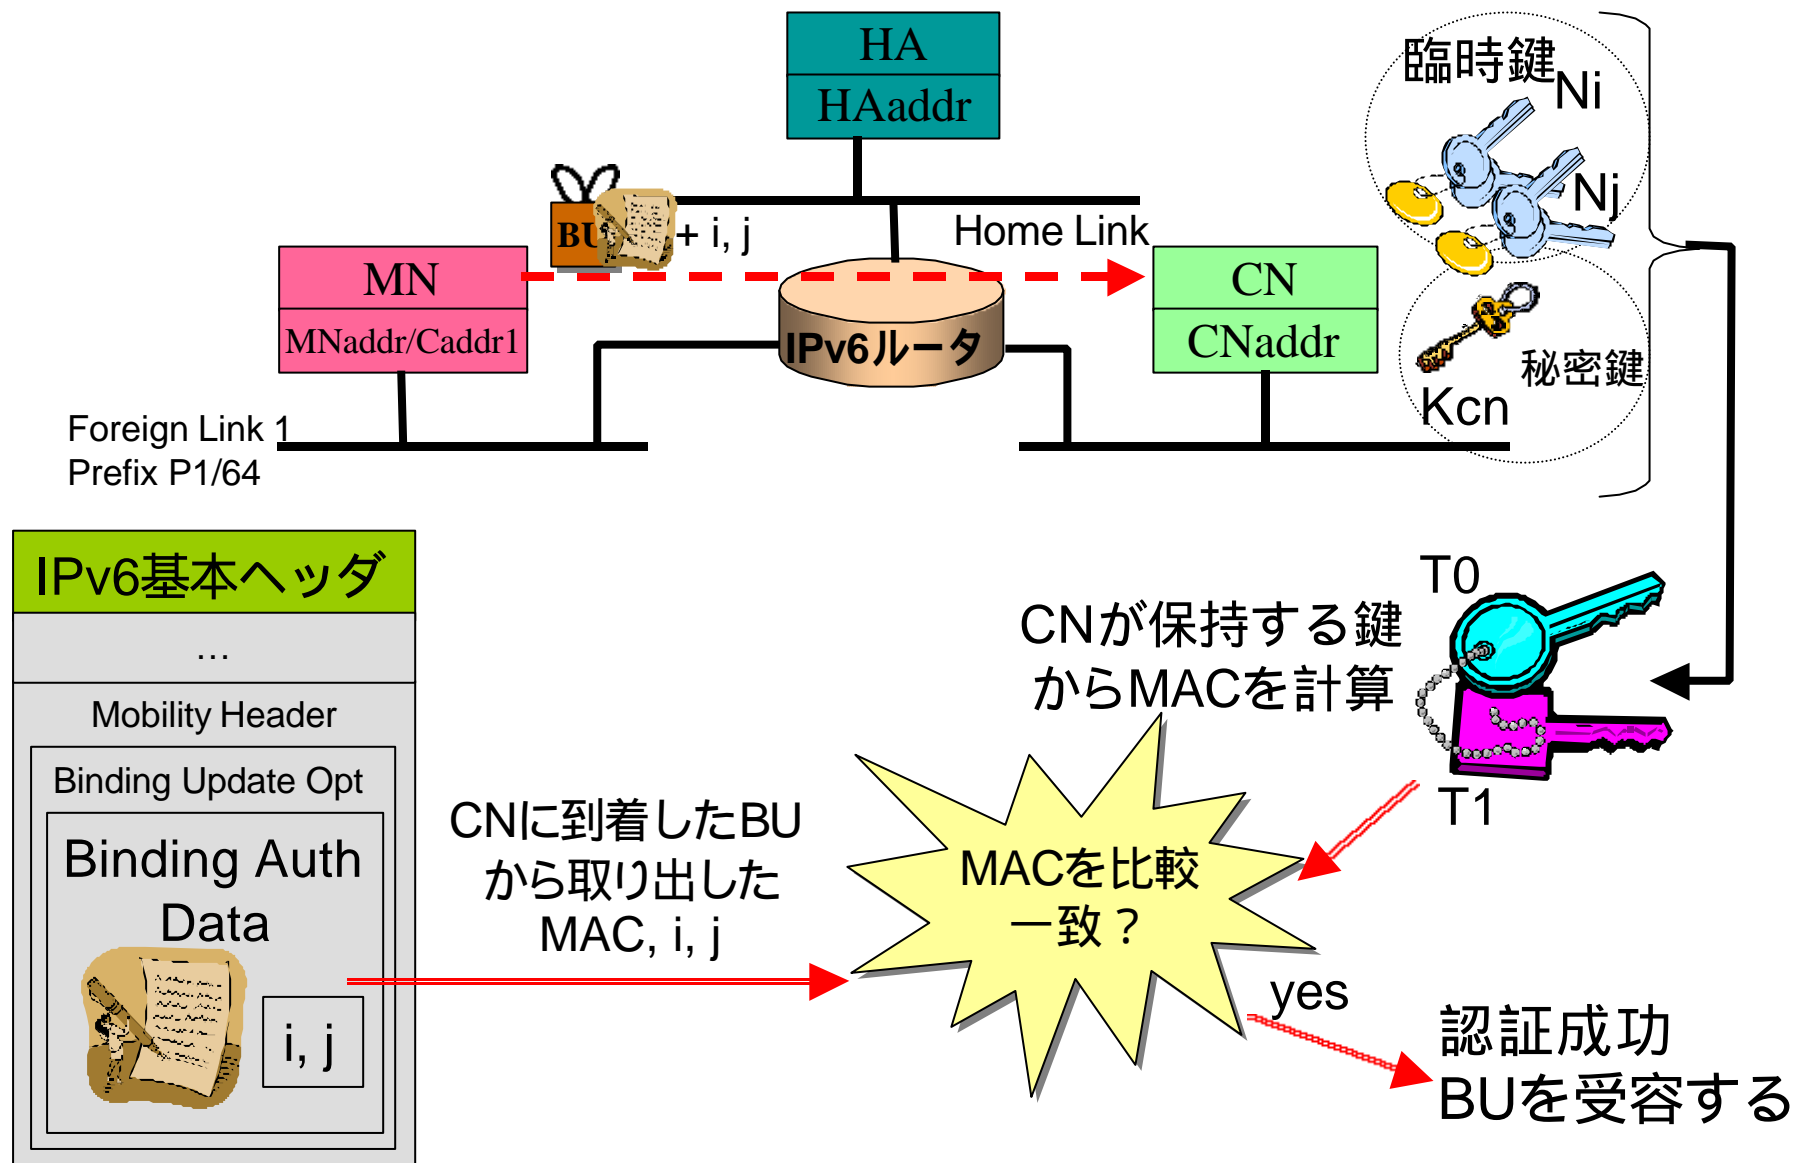 HA
HAaddr
臨時鍵
Ni
Nj
BU
+ i, j
Home Link
MN
MNaddr/Caddr1
IPv6ルータ
CN
CNaddr
秘密鍵
Kcn
Foreign Link 1
Prefix P1/64
IPv6基本ヘッダ
…
Mobility Header
Binding Update Opt
Binding Auth
Data
i, j
CNに到着したBU
から取り出した
MAC, i, j
CNが保持する鍵
からMACを計算
T0
T1
MACを比較
一致？
yes
認証成功
BUを受容する